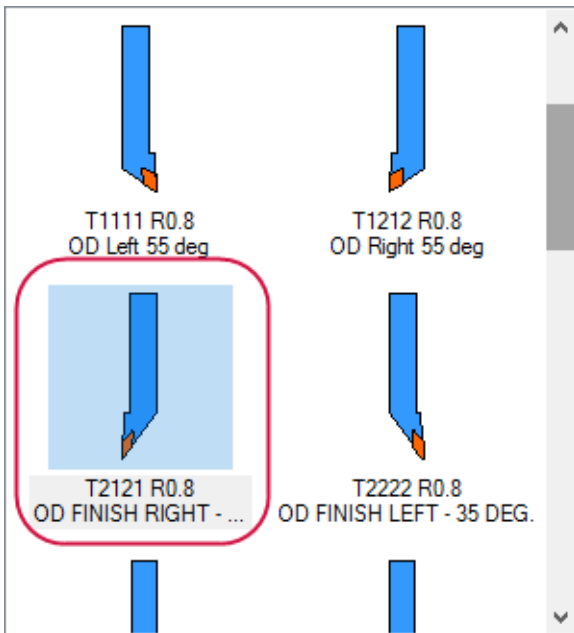 T1111 R0.8
OD Left 55 deg
T1212 R0.8
OD Right 55 deg
T2121 R0.8
OD FINISH RIGHT - ...
T2222 R0.8
OD FINISH LEFT - 35 DEG.